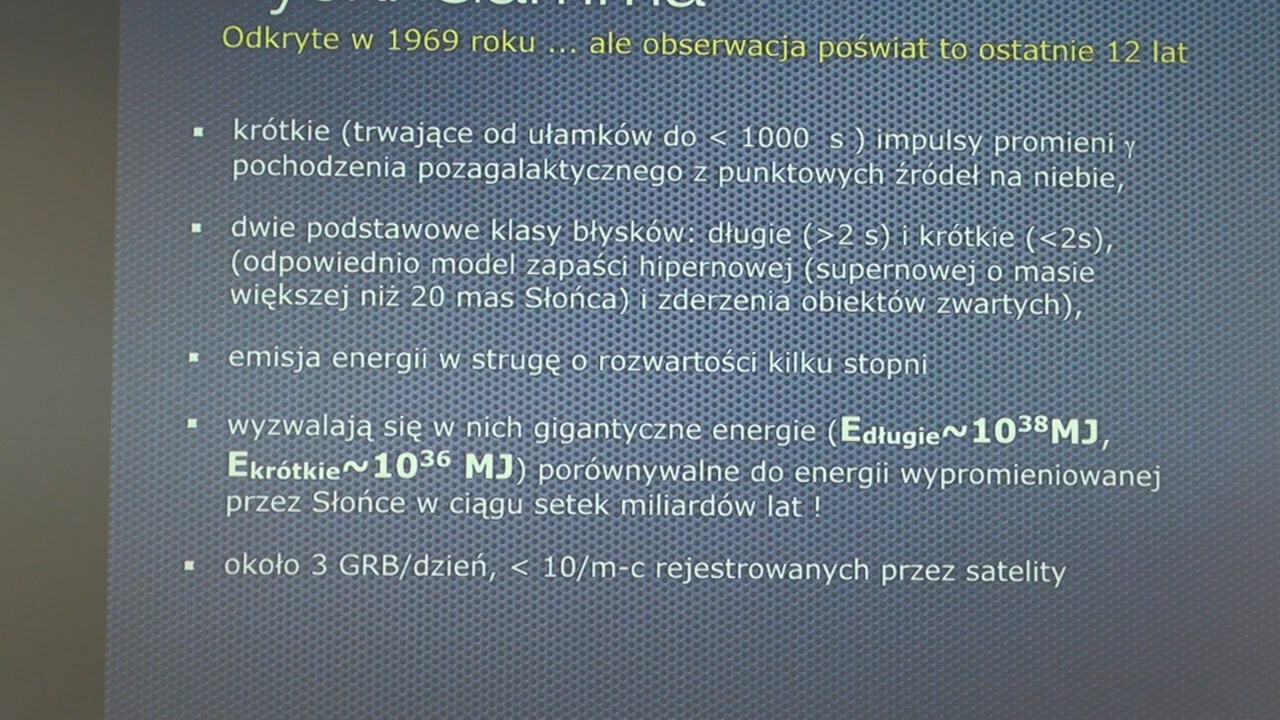 Odkryte w 1969 roku ... ale obserwacja poświat to ostatnie 12 lat
▪ krótkie (trwające od ułamków do < 1000 s ) impulsy promieni γ
pochodzenia pozagalaktycznego z punktowych źródeł na niebie,
▪ dwie podstawowe klasy błysków: długie (>2 s) i krótkie (<2s),
(odpowiednio model zapaści hipernowej (supernowej o masie
większej niż 20 mas Słońca) i zderzenia obiektów zwartych),
▪ emisja energii w strugę o rozwartości kilku stopni
▪ wyzwalają się w nich gigantyczne energie (Edługie~10³⁸MJ,
Ekrótkie~10³⁶ MJ) porównywalne do energii wypromieniowanej
przez Słońce w ciągu setek miliardów lat !
▪ około 3 GRB/dzień, < 10/m-c rejestrowanych przez satelity